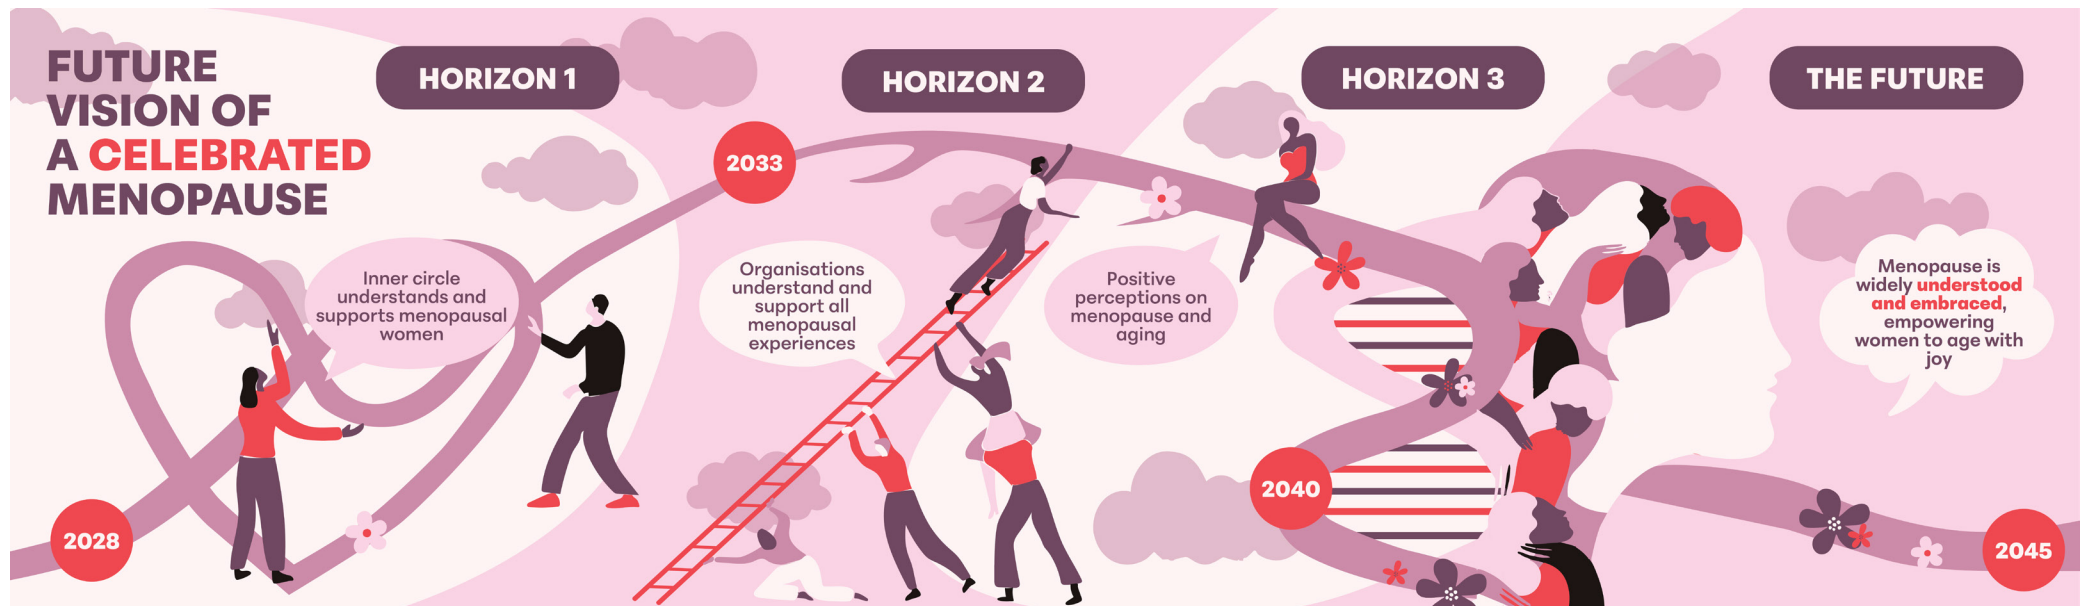 FUTURE
VISION OF
A CELEBRATED
MENOPAUSE
HORIZON 1
HORIZON 2
HORIZON 3
THE FUTURE
2028
Inner circle
understands and
supports menopausal
women
2033
Organisations
understand and
support all
menopausal
experiences
Positive
perceptions on
menopause and
aging
2040
Menopause is
widely understood
and embraced,
empowering
women to age with
joy
2045